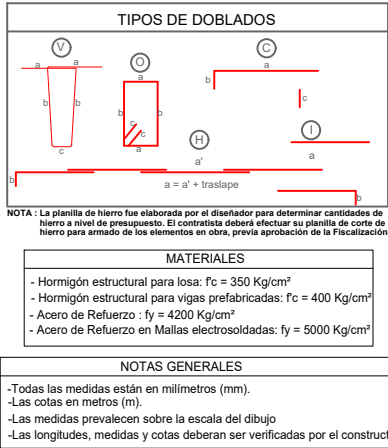 TIPOS DE DOBLADOS
V
O
C
a a
a
a
b b
b b
b
c
c
c
c
a
H
I
a'
a
b
a = a' + traslape
b
NOTA : La planilla de hierro fue elaborada por el diseñador para determinar cantidades de
hierro a nivel de presupuesto. El contratista deberá efectuar su planilla de corte de
hierro para armado de los elementos en obra, previa aprobación de la Fiscalización
MATERIALES
- Hormigón estructural para losa: f'c = 350 Kg/cm²
- Hormigón estructural para vigas prefabricadas: f'c = 400 Kg/cm²
- Acero de Refuerzo : fy = 4200 Kg/cm²
- Acero de Refuerzo en Mallas electrosoldadas: fy = 5000 Kg/cm²
NOTAS GENERALES
-Todas las medidas están en milímetros (mm).
-Las cotas en metros (m).
-Las medidas prevalecen sobre la escala del dibujo
-Las longitudes, medidas y cotas deberan ser verificadas por el construct